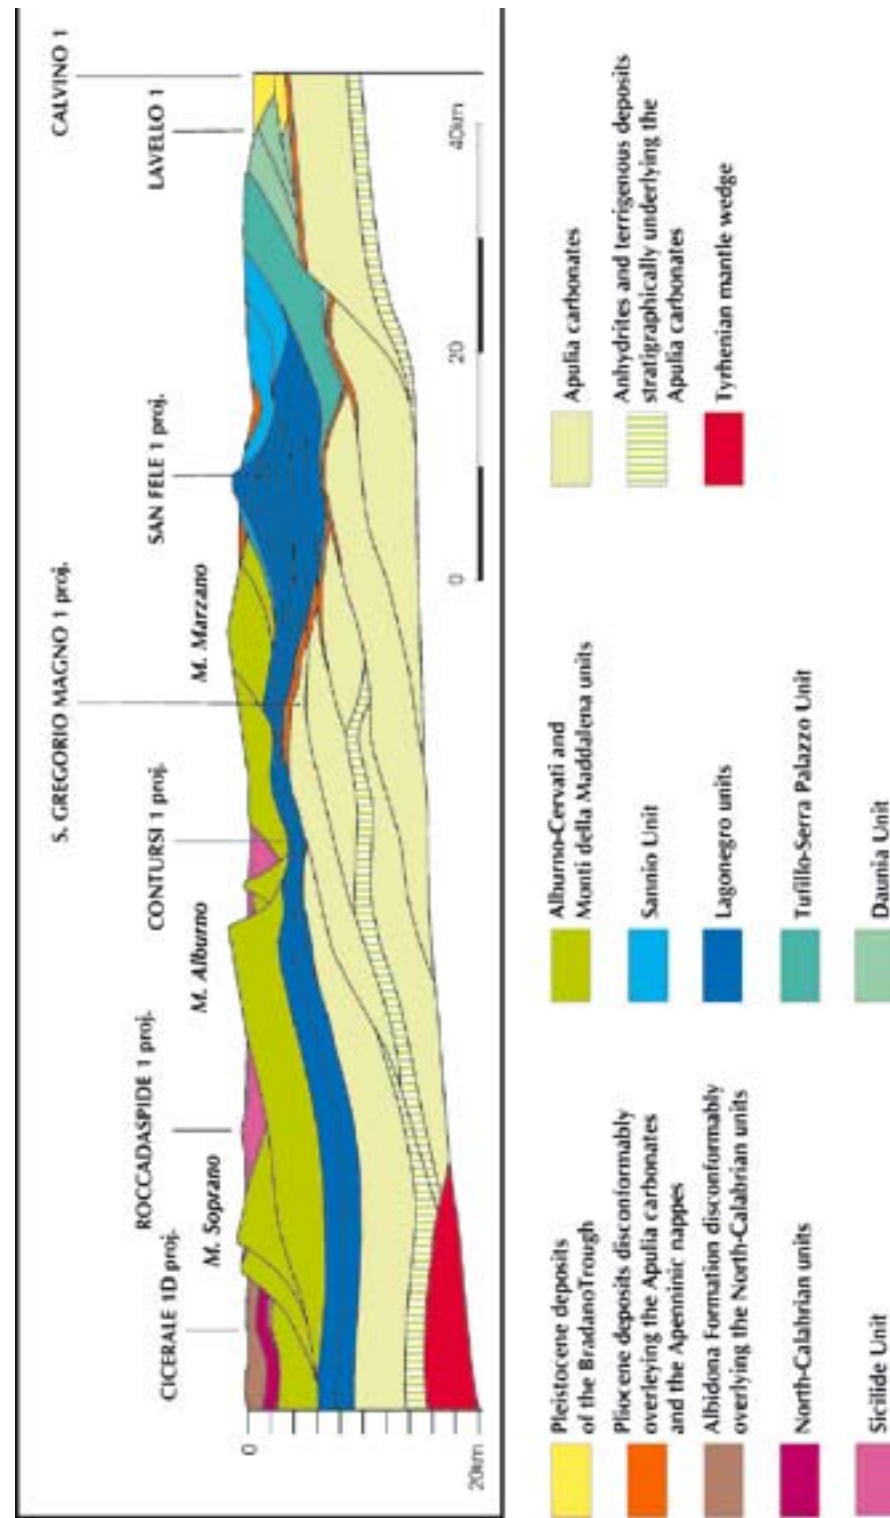 CICERALE 1D proj.
M. Soprano
ROCCADASPIDE 1 proj.
M. Alburno
CONTURSI 1 proj.
S. GREGORIO MAGNO 1 proj.
M. Marzano
SAN FELE 1 proj.
LAVELLO 1
CALVINO 1
0
20km
0
20
40km
Pleistocene deposits
of the BradanoTrough
Pliocene deposits disconformably
overleying the Apulia carbonates
and the Apenninic nappes
Albidona Formation disconformably
overlying the North-Calabrian units
North-Calabrian units
Sicilide Unit
Alburno-Cervati and
Monti della Maddalena units
Sannio Unit
Lagonegro units
Tufillo-Serra Palazzo Unit
Daunia Unit
Apulia carbonates
Anhydrites and terrigenous deposits
stratigraphically underlying the
Apulia carbonates
Tyrhenian mantle wedge